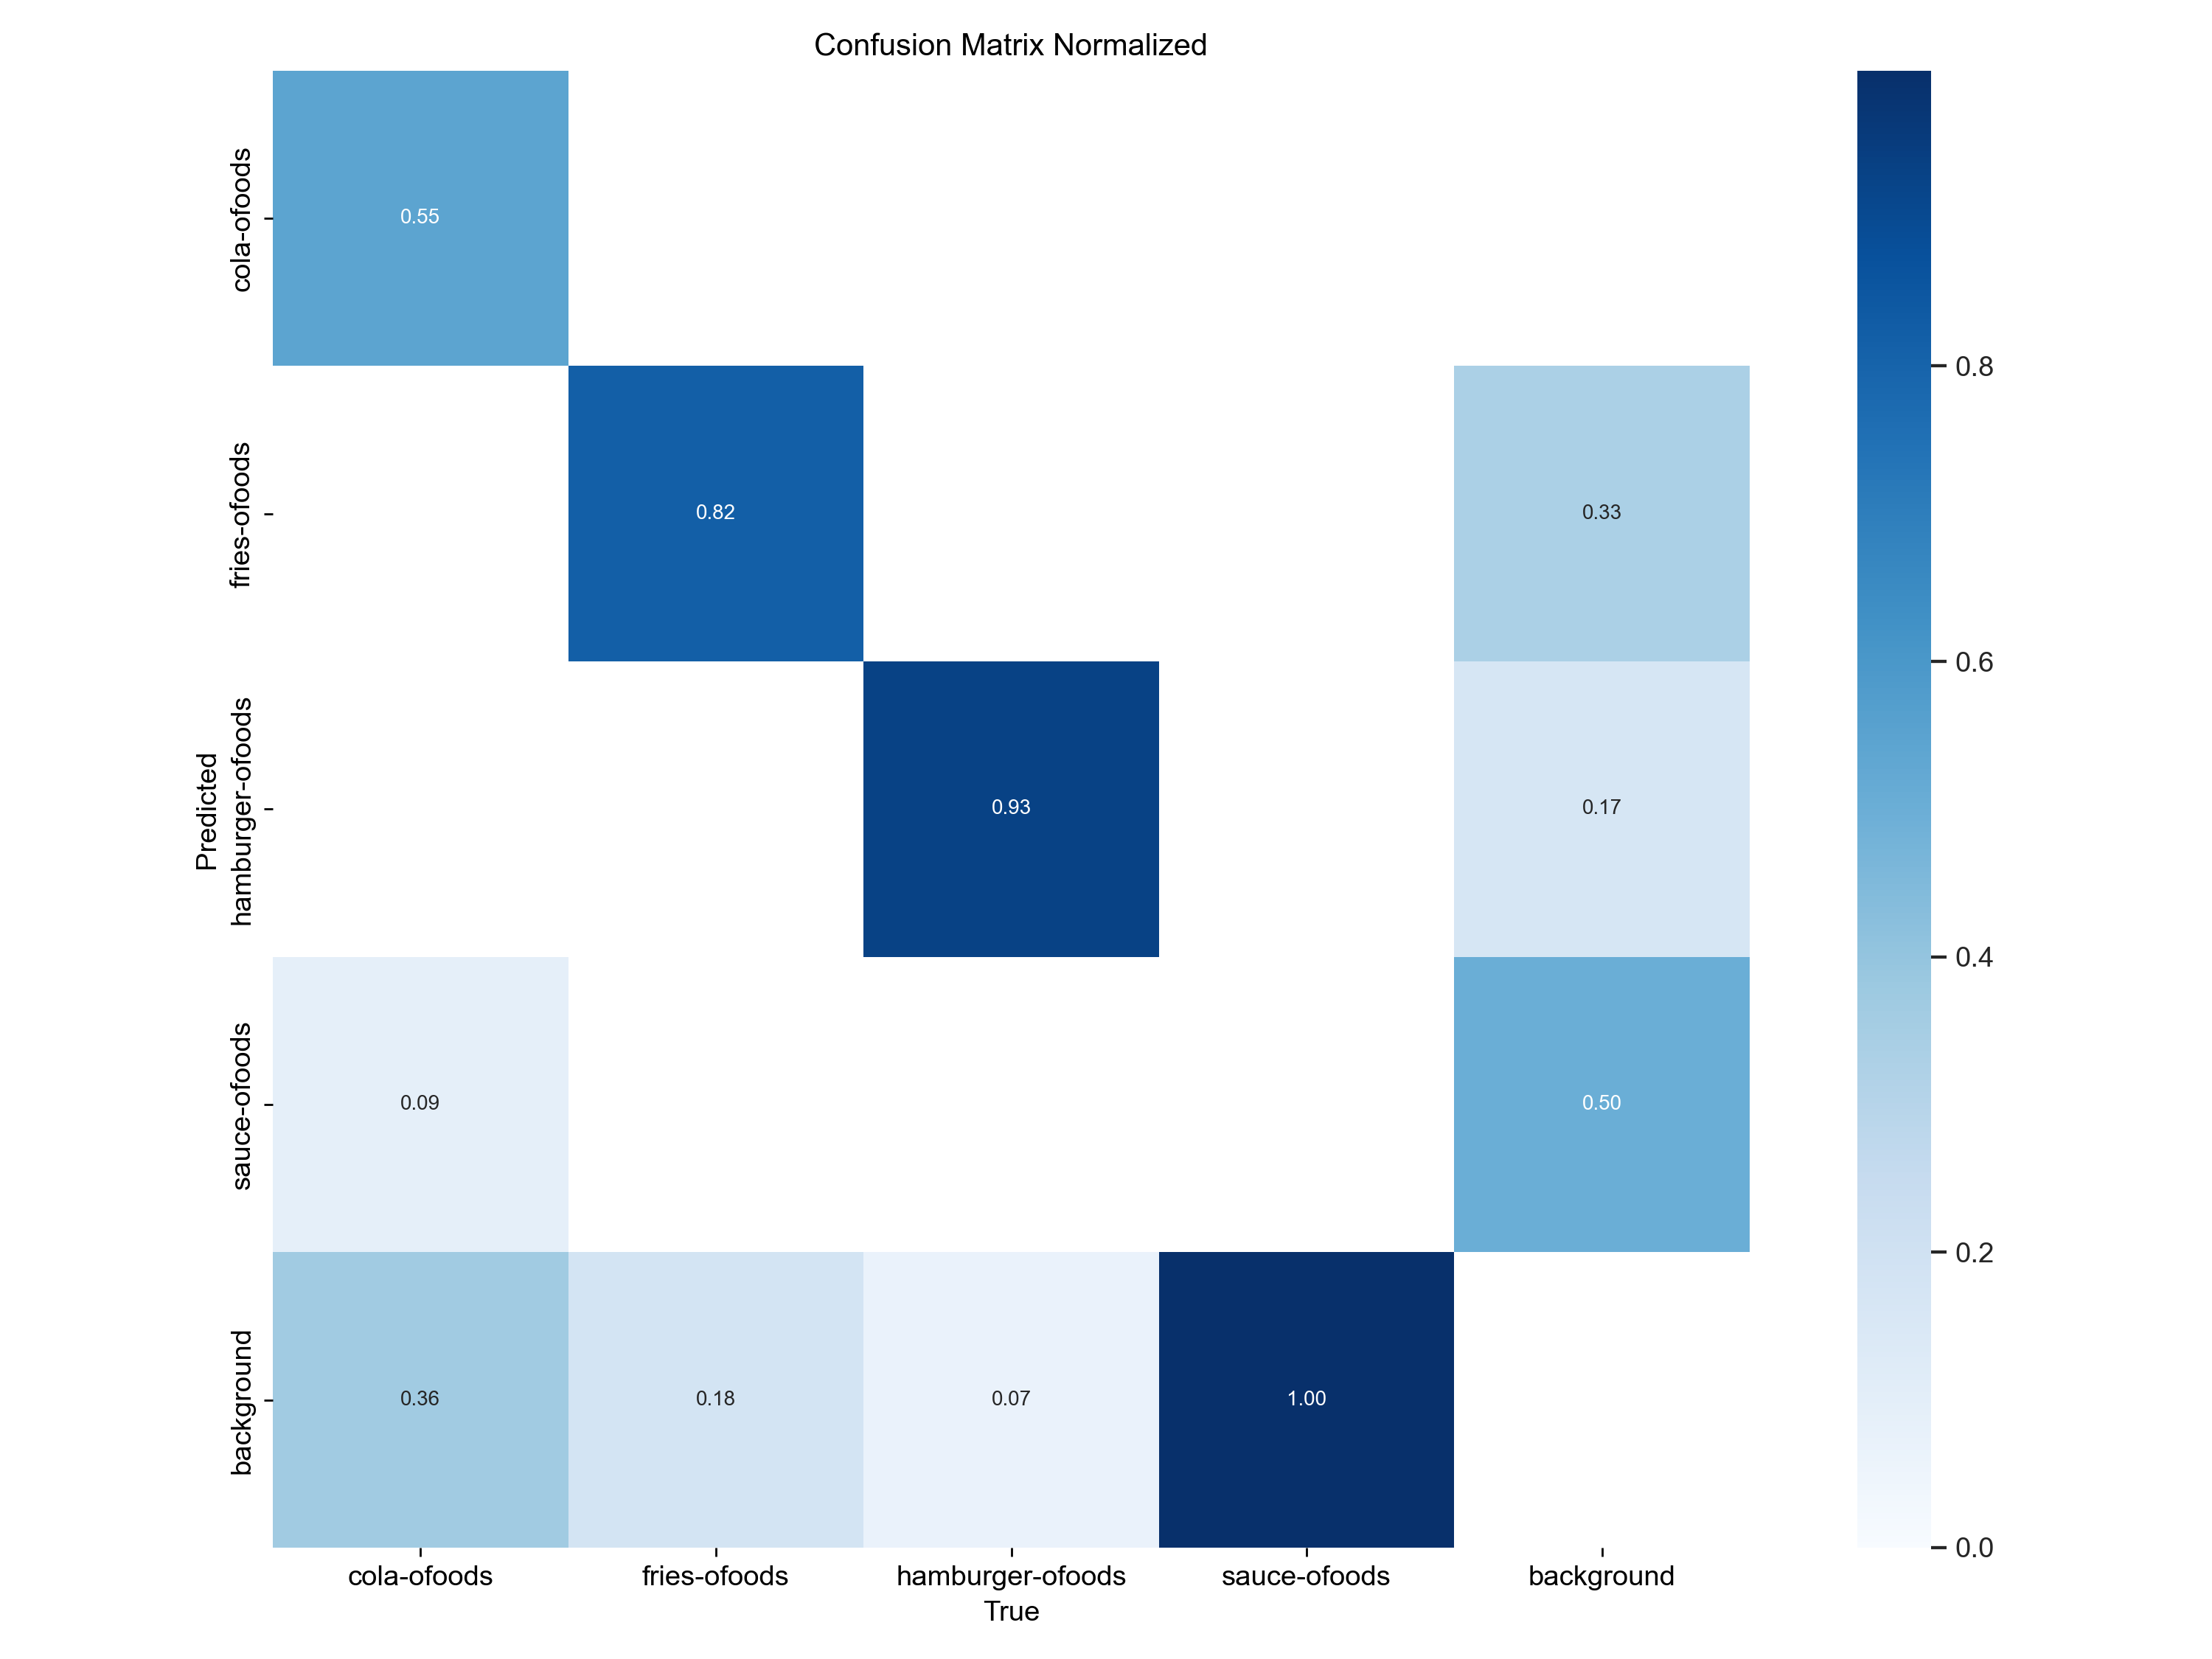 Confusion Matrix Normalized
Predicted
cola-ofoods
fries-ofoods
hamburger-ofoods
sauce-ofoods
background
0.55
0.82
0.33
0.93
0.17
0.09
0.50
0.36
0.18
0.07
1.00
cola-ofoods
fries-ofoods
hamburger-ofoods
sauce-ofoods
background
True
0.8
0.6
0.4
0.2
0.0